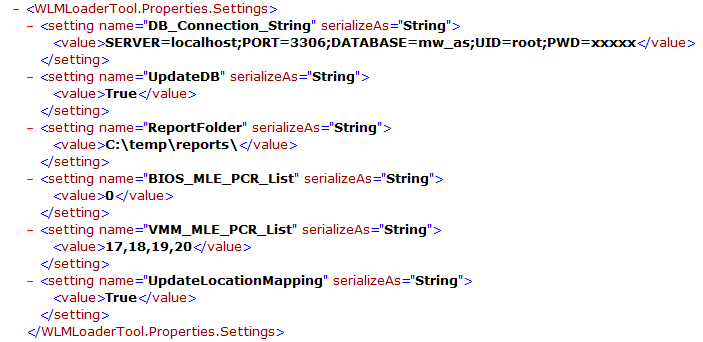 - <WLMLoaderTool.Properties.Settings>
- <setting name="DB_Connection_String" serializeAs="String">
<value>SERVER=localhost;PORT=3306;DATABASE=mw_as;UID=root;PWD=xxxxx</value>
</setting>
- <setting name="UpdateDB" serializeAs="String">
<value>True</value>
</setting>
- <setting name="ReportFolder" serializeAs="String">
<value>C:\temp\reports\</value>
</setting>
- <setting name="BIOS_MLE_PCR_List" serializeAs="String">
<value>0</value>
</setting>
- <setting name="VMM_MLE_PCR_List" serializeAs="String">
<value>17,18,19,20</value>
</setting>
- <setting name="UpdateLocationMapping" serializeAs="String">
<value>True</value>
</setting>
</WLMLoaderTool.Properties.Settings>